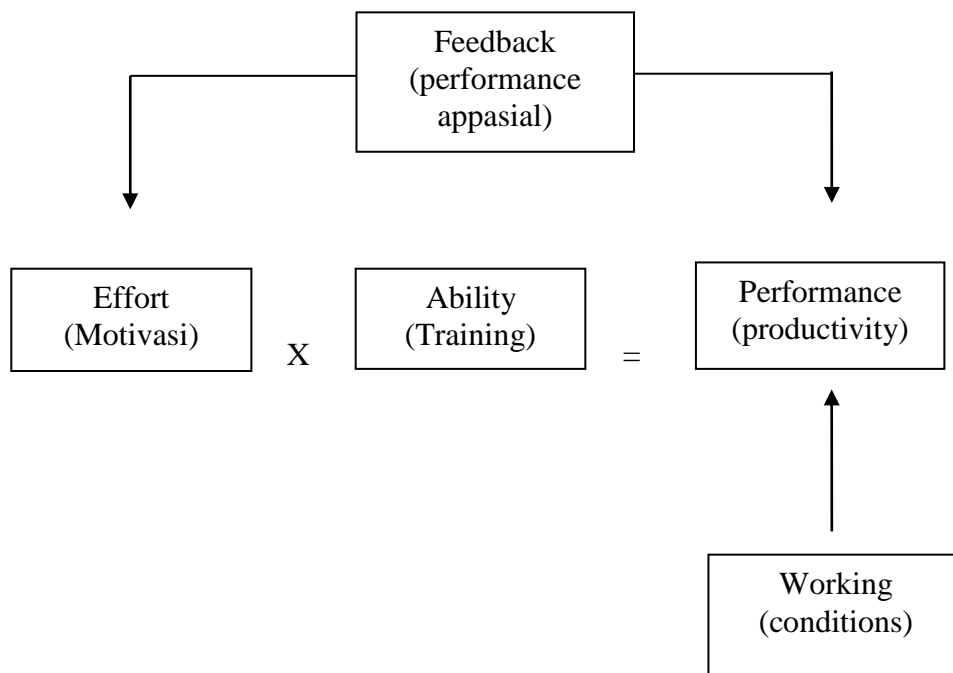 Feedback
(performance
appasial)
Effort
(Motivasi)
X
Ability
(Training)
=
Performance
(productivity)
Working
(conditions)